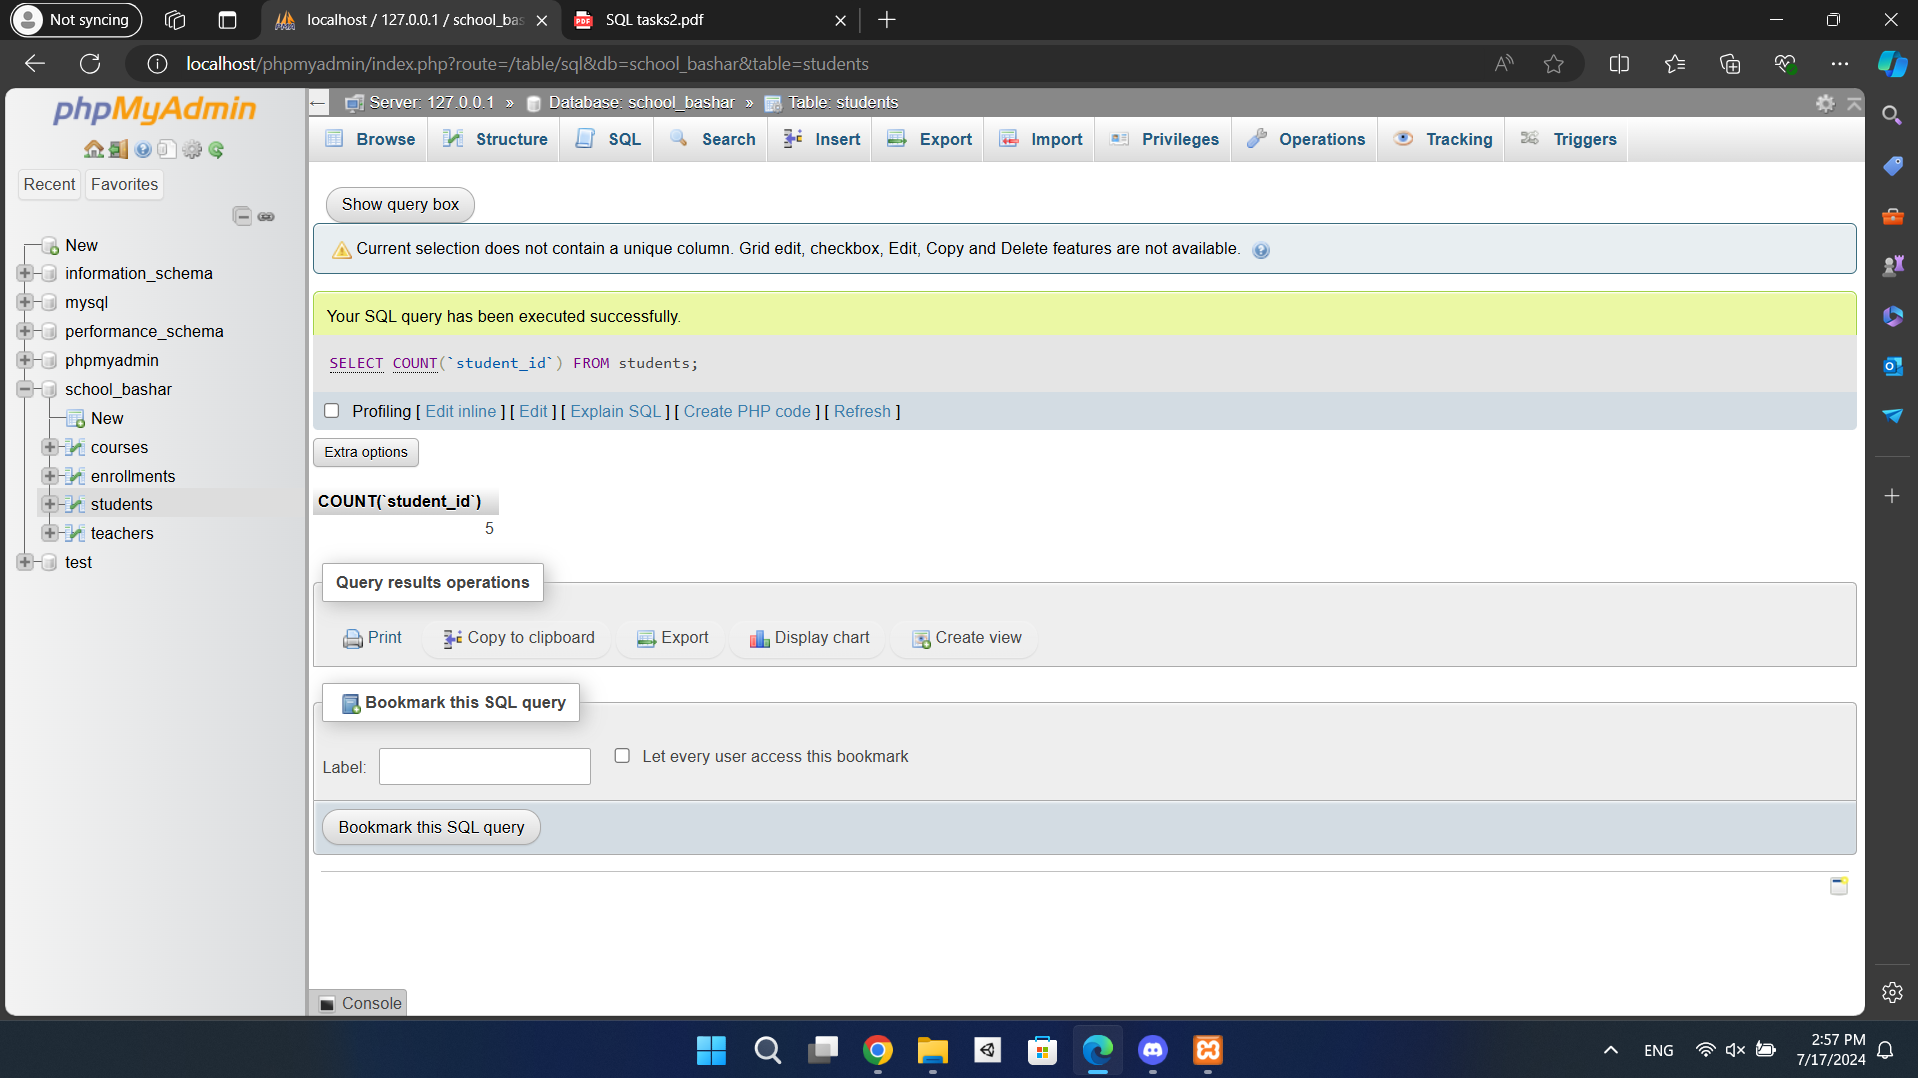 Not syncing
localhost / 127.0.0.1 / school_bas
SQL tasks2.pdf
localhost/phpmyadmin/index.php?route=/table/sql&db=school_bashar&table=students
phpMyAdmin
Recent
Favorites
New
information_schema
mysql
performance_schema
phpmyadmin
school_bashar
New
courses
enrollments
students
teachers
test
Server: 127.0.0.1 » Database: school_bashar » Table: students
Browse
Structure
SQL
Search
Insert
Export
Import
Privileges
Operations
Tracking
Triggers
Show query box
Current selection does not contain a unique column. Grid edit, checkbox, Edit, Copy and Delete features are not available.
Your SQL query has been executed successfully.
SELECT COUNT(`student_id`) FROM students;
Profiling [ Edit inline ] [ Edit ] [ Explain SQL ] [ Create PHP code ] [ Refresh ]
Extra options
COUNT(`student_id`)
5
Query results operations
Print
Copy to clipboard
Export
Display chart
Create view
Bookmark this SQL query
Label:
Let every user access this bookmark
Bookmark this SQL query
Console
ENG
2:57 PM
7/17/2024